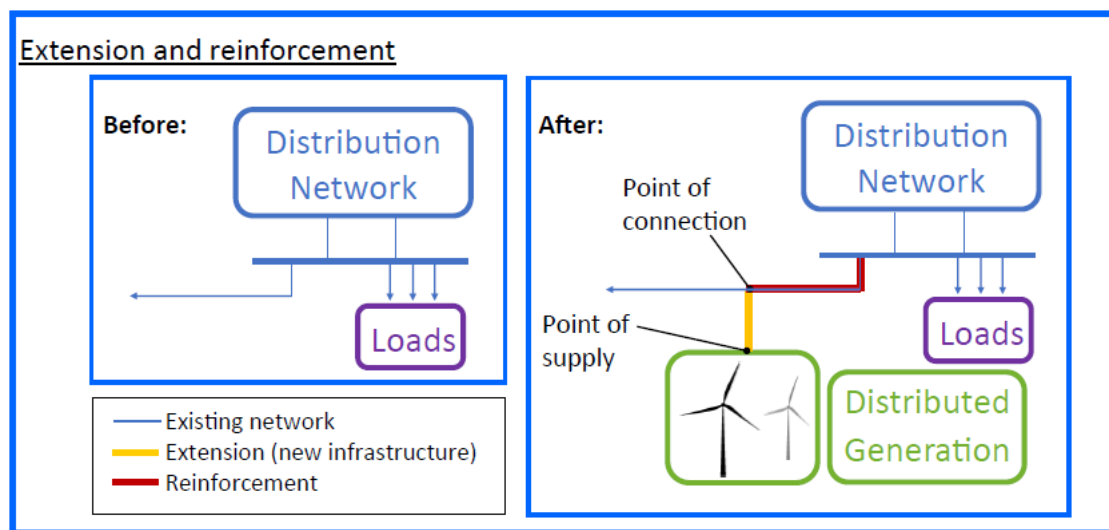 Extension and reinforcement
Before:
Distribution
Network
Loads
Existing network
Extension (new infrastructure)
Reinforcement
After:
Distribution
Network
Point of
connection
Point of
supply
Loads
Distributed
Generation